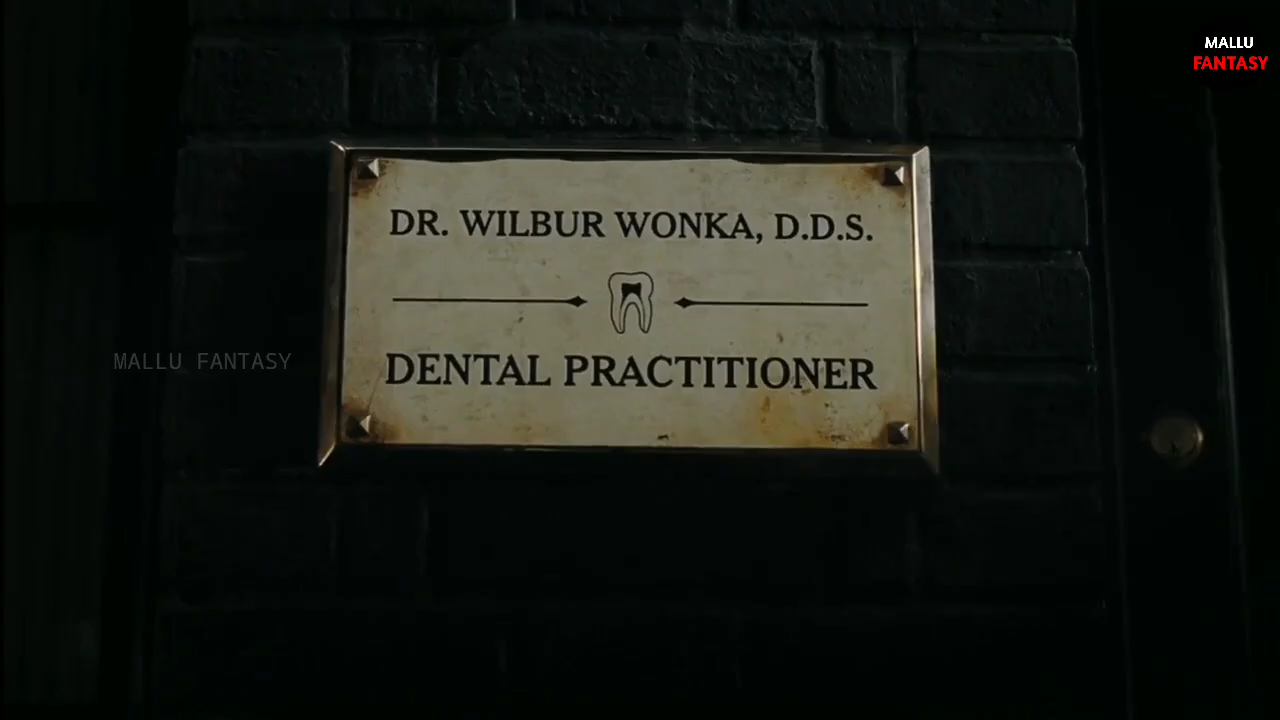 MALLU
FANTASY
DR. WILBUR WONKA, D.D.S.
MALLU FANTASY
DENTAL PRACTITIONER